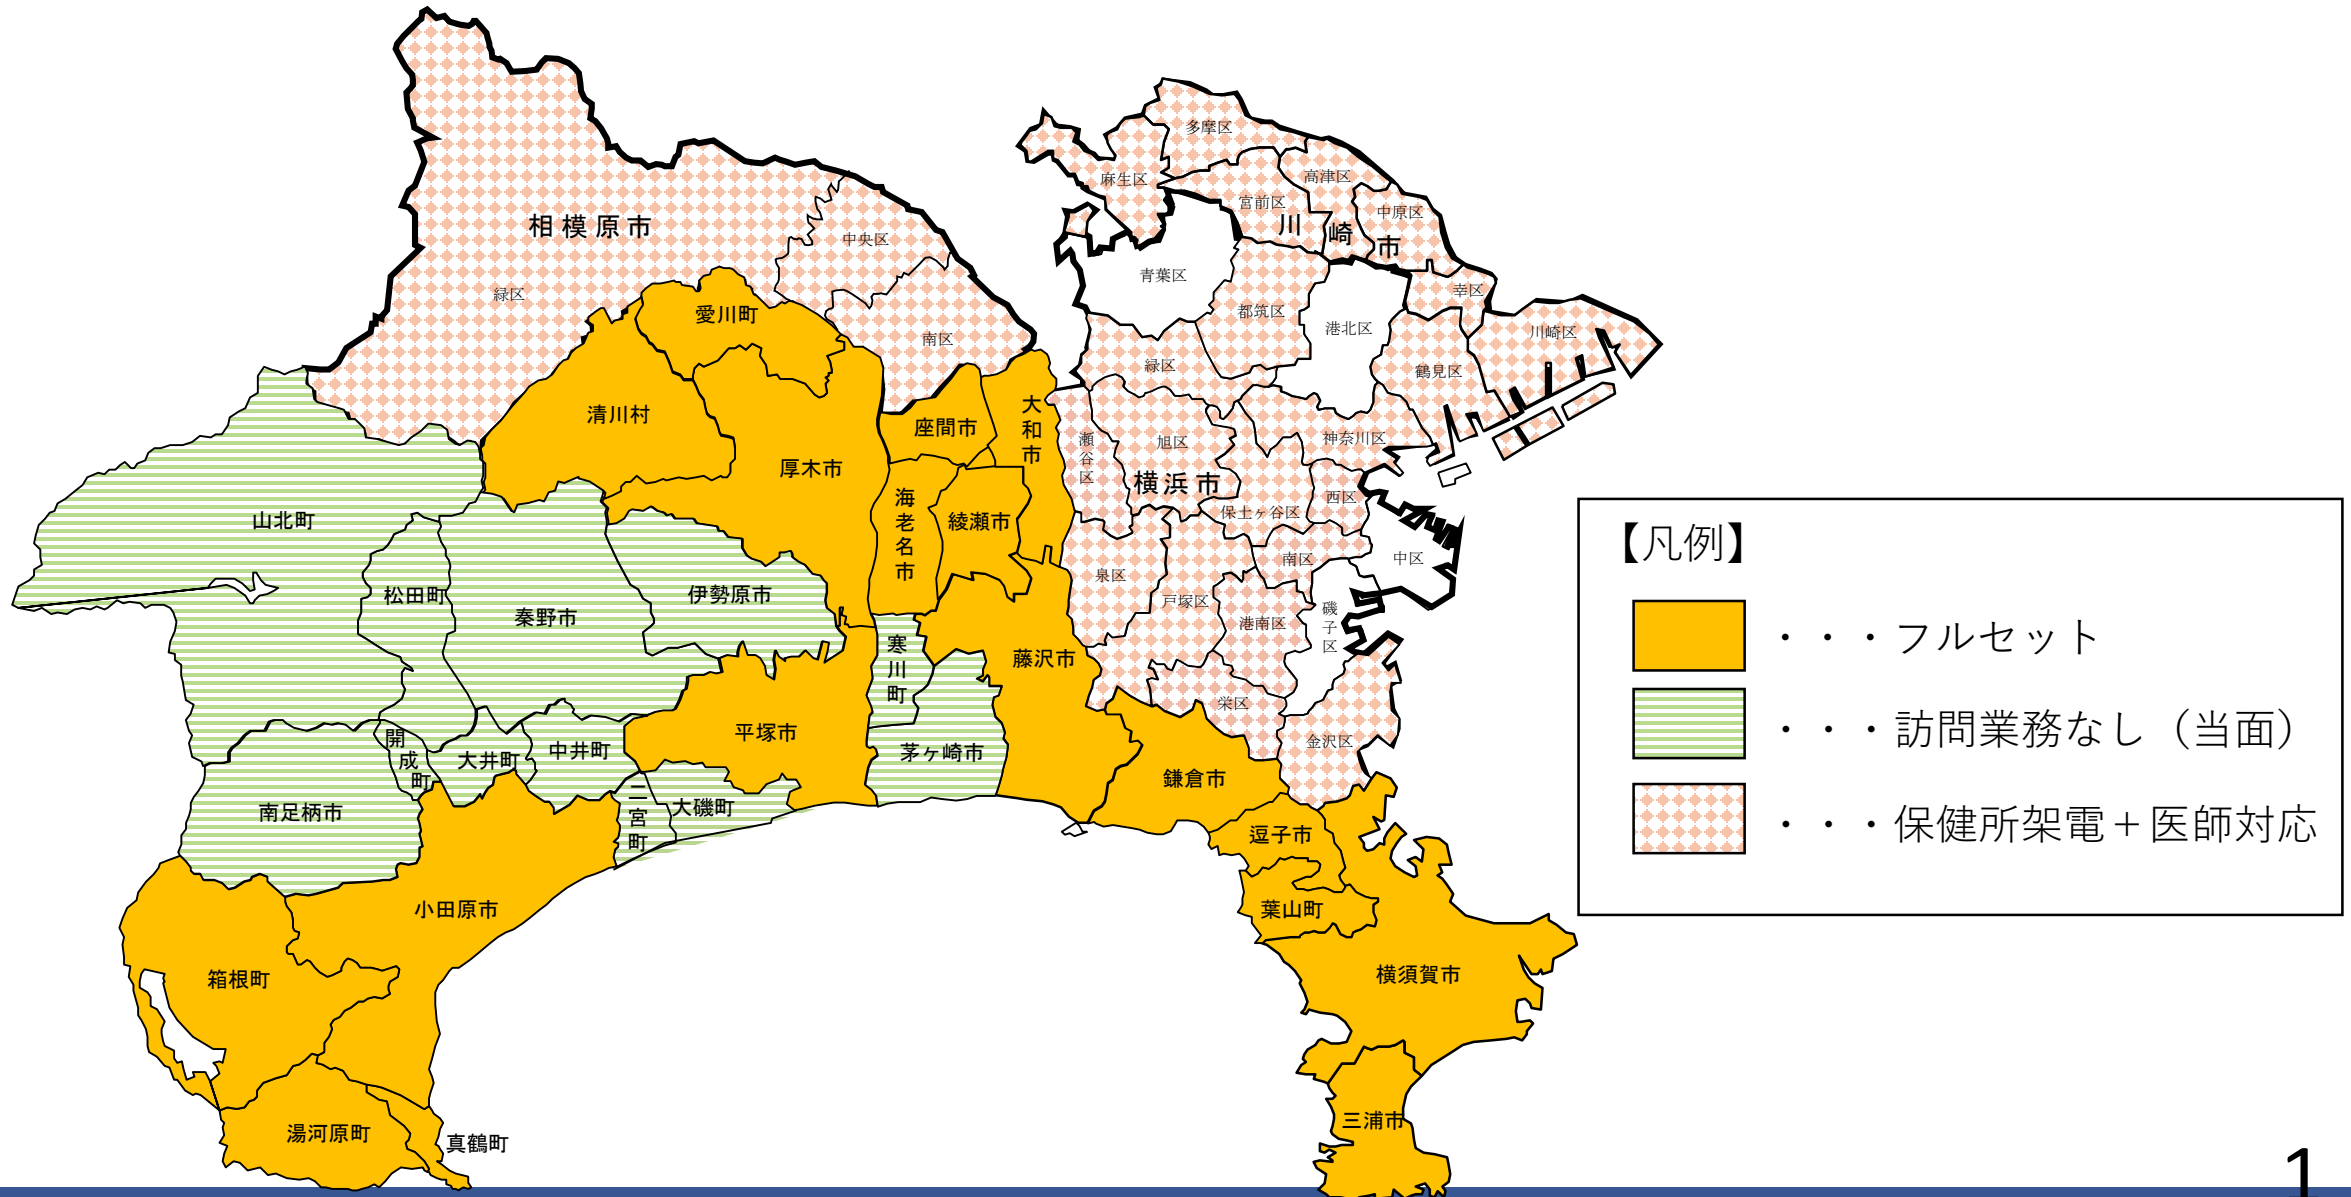 多摩区
麻生区
高津区
宮前区
中原区
川崎市
相模原市
中央区
緑区
南区
青葉区
都筑区
港北区
幸区
川崎区
鶴見区
緑区
愛川町
清川村
座間市
大和市
厚木市
海老名市
綾瀬市
瀬谷区
旭区
神奈川区
横浜市
西区
保土ヶ谷区
南区
中区
泉区
戸塚区
港南区
磯子区
栄区
金沢区
山北町
松田町
秦野市
伊勢原市
寒川町
藤沢市
平塚市
茅ヶ崎市
開成町
大井町
中井町
南足柄市
二宮町
大磯町
鎌倉市
逗子市
葉山町
小田原市
箱根町
横須賀市
湯河原町
真鶴町
三浦市
【凡例】
・・・フルセット
・・・訪問業務なし（当面）
・・・保健所架電＋医師対応
1